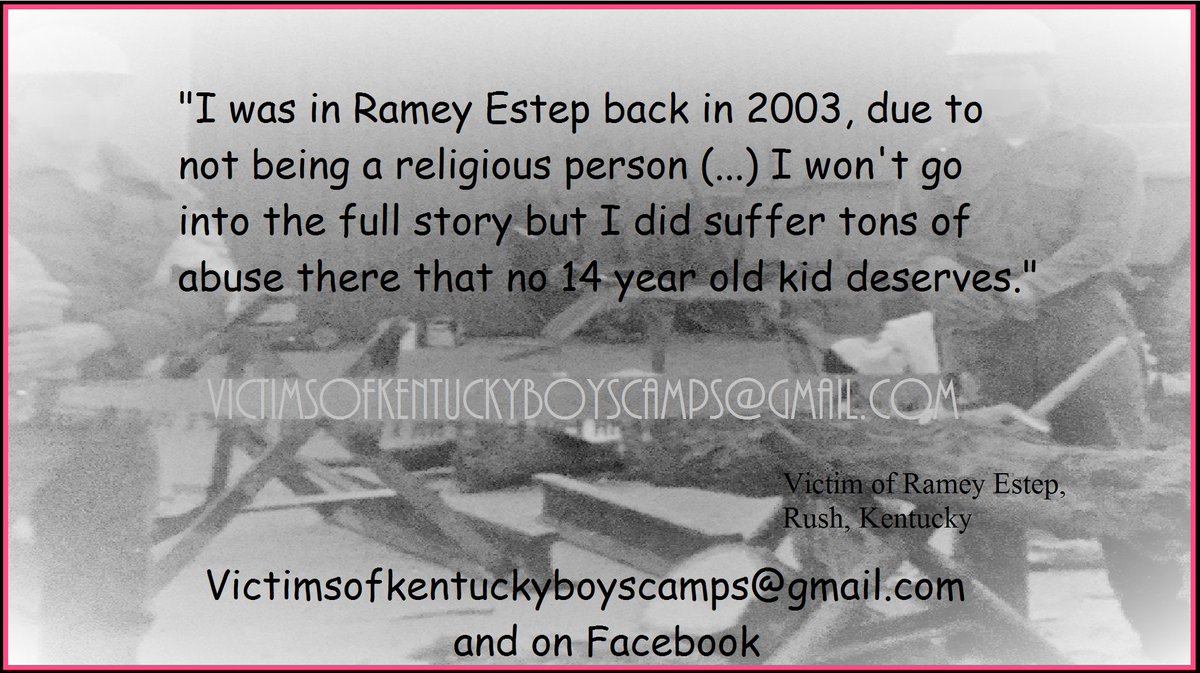 "I was in Ramey Estep back in 2003, due to
not being a religious person (...) I won't go
into the full story but I did suffer tons of
abuse there that no 14 year old kid deserves."
VICTIMSOFKENTUCKYBOYSCAMPS@GMAIL.COM
Victim of Ramey Estep,
Rush, Kentucky
Victimsofkentuckyboyscamps@gmail.com
and on Facebook